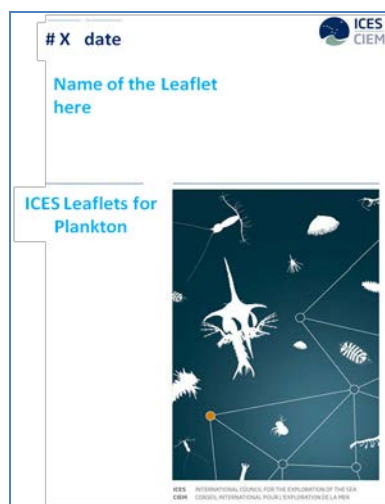 # X date
ICES
CIEM
Name of the Leaflet
here
ICES Leaflets for
Plankton
ICES INTERNATIONAL COUNCIL FOR THE EXPLORATION OF THE SEA
CIEM CONSEIL INTERNATIONAL POUR L'EXPLORATION DE LA MER